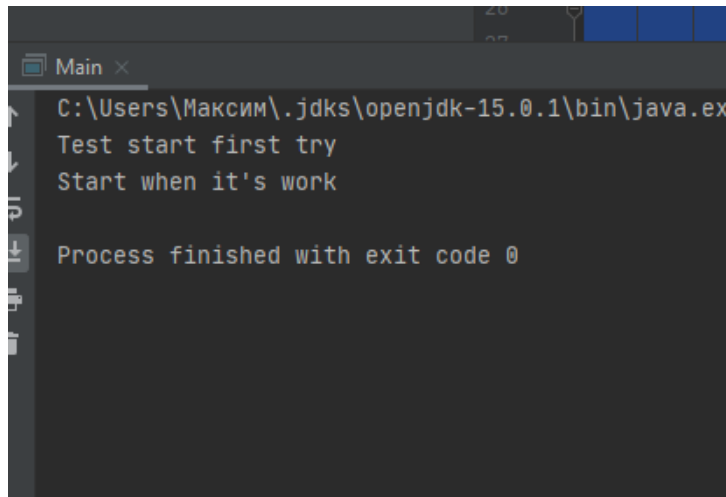 Main
C:\Users\Максим\.jdks\openjdk-15.0.1\bin\java.ex
Test start first try
Start when it's work
Process finished with exit code 0